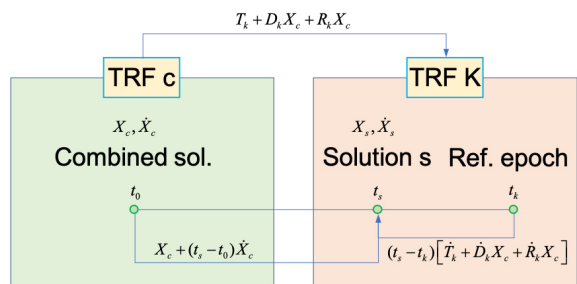 T_k + D_k X_c + R_k X_c
TRF c TRF K
X_c, Ẋ_c X_s, Ẋ_s
Combined sol. Solution s Ref. epoch
t_0 t_s t_k
X_c + (t_s - t_0)Ẋ_c (t_s - t_k)[Ṫ_k + Ḋ_k X_c + Ṙ_k X_c]